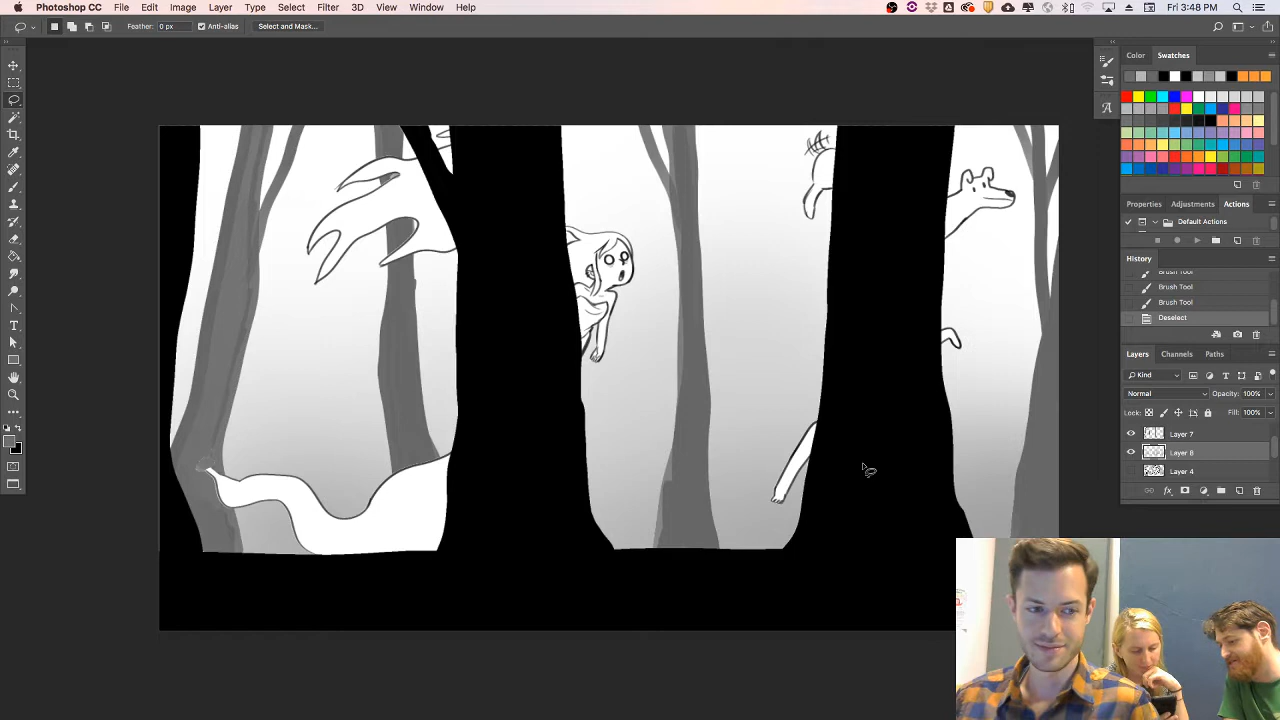 Photoshop CC File Edit Image Layer Type Select Filter 3D View Window Help Fri 3:48 PM
Feather: 0 px Anti-alias Select and Mask...
Color Swatches
Properties Adjustments Actions
Default Actions
History
Brush Tool
Brush Tool
Brush Tool
Deselect
Layers Channels Paths
Kind
Normal Opacity: 100%
Lock: Fill: 100%
Layer 7
Layer 8
Layer 4